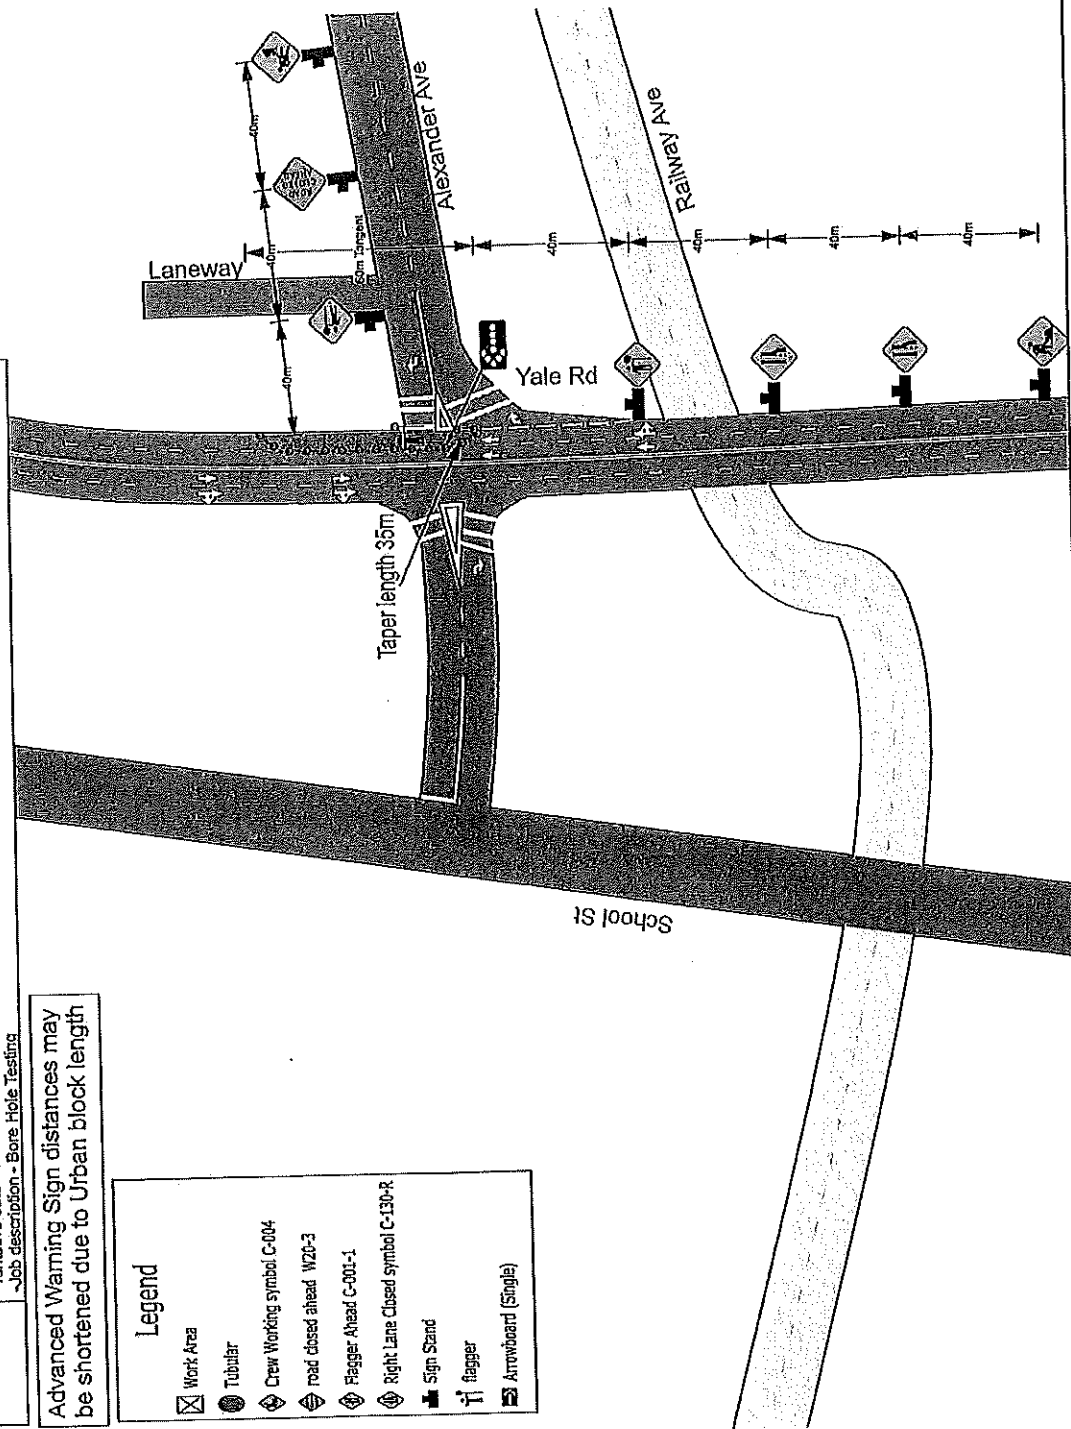 -Job description - Bore Hole Testing
Advanced Warning Sign distances may
be shortened due to Urban block length
Legend
Work Area
Tubular
Crew Working symbol C-004
road closed ahead W20-3
Flagger Ahead C-001-1
Right Lane Closed symbol C-130-R
Sign Stand
flagger
Arrowboard (Single)
Laneway
40m
40m
40m
60m Tangent
Alexander Ave
Railway Ave
Yale Rd
40m
40m
40m
40m
Taper length 35m
School St